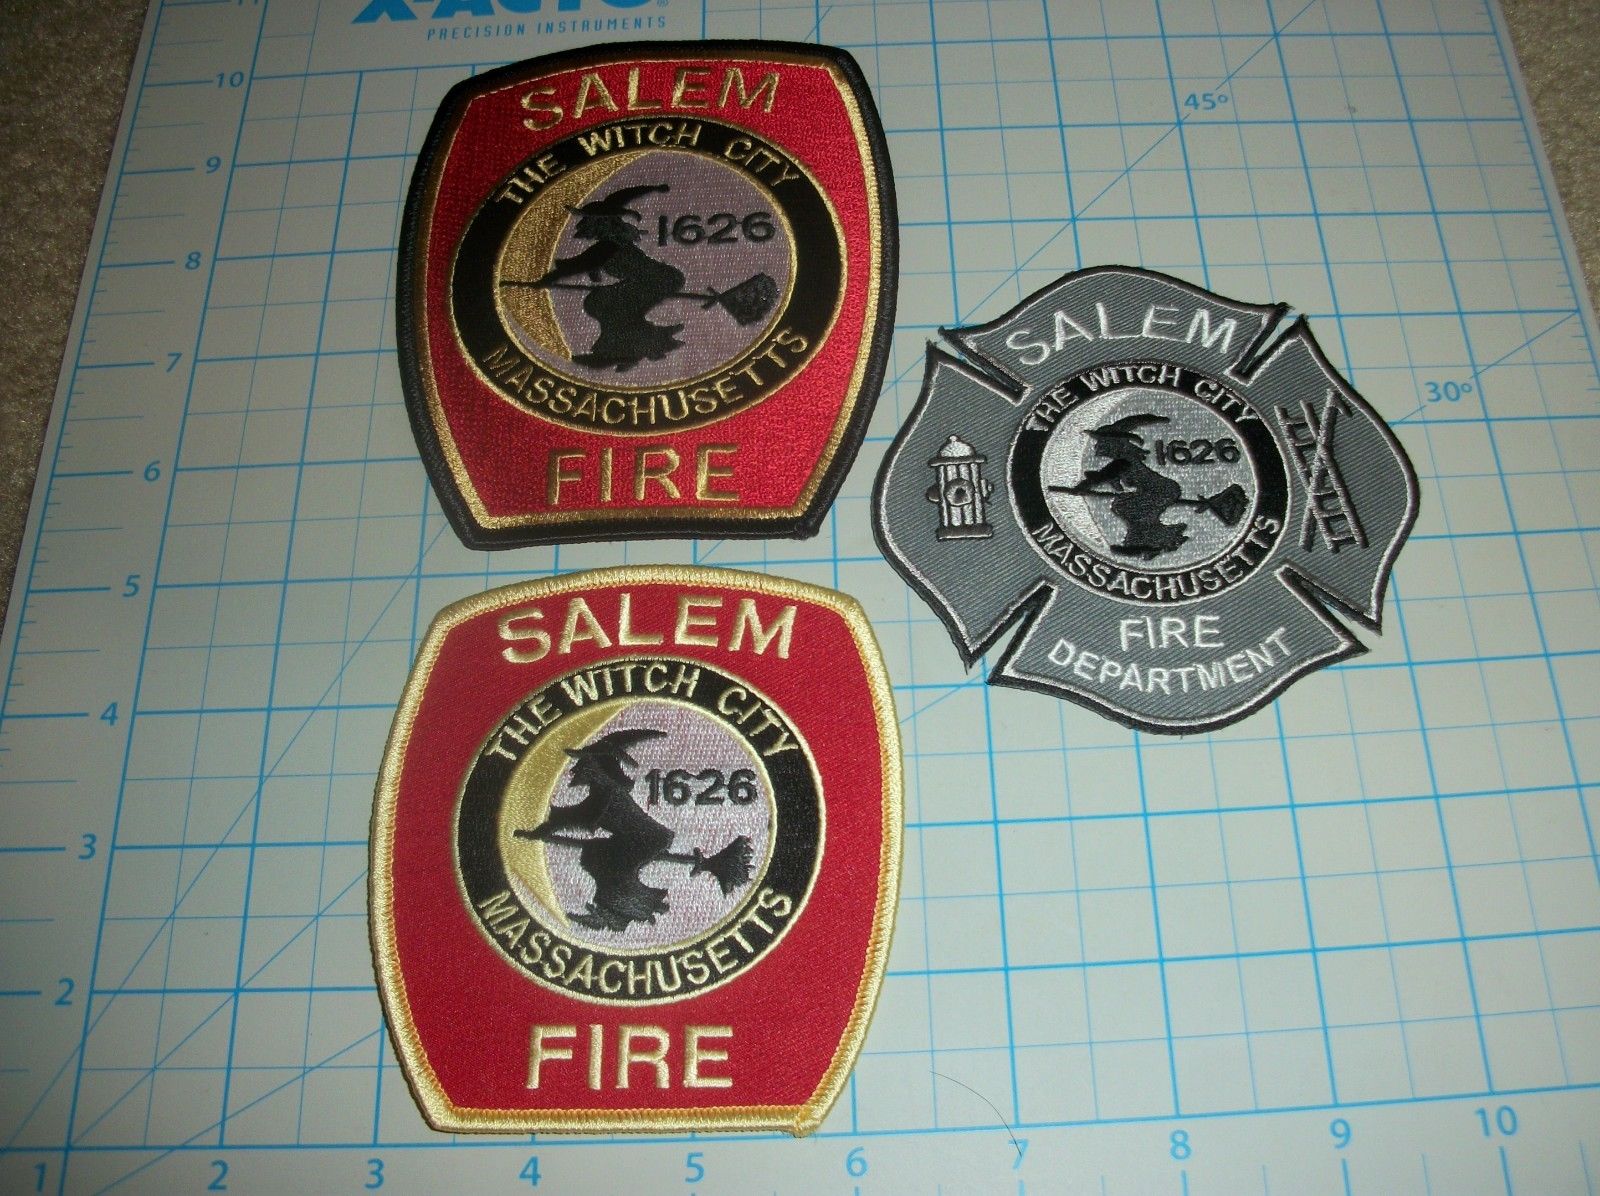 X-ACTO®
PRECISION INSTRUMENTS
11
10
9
8
7
6
5
4
3
2
1
2
3
4
5
6
7
8
9
10
45°
30°
SALEM
THE WITCH CITY
1626
MASSACHUSETTS
FIRE
SALEM
THE WITCH CITY
1626
MASSACHUSETTS
FIRE
DEPARTMENT
SALEM
THE WITCH CITY
1626
MASSACHUSETTS
FIRE